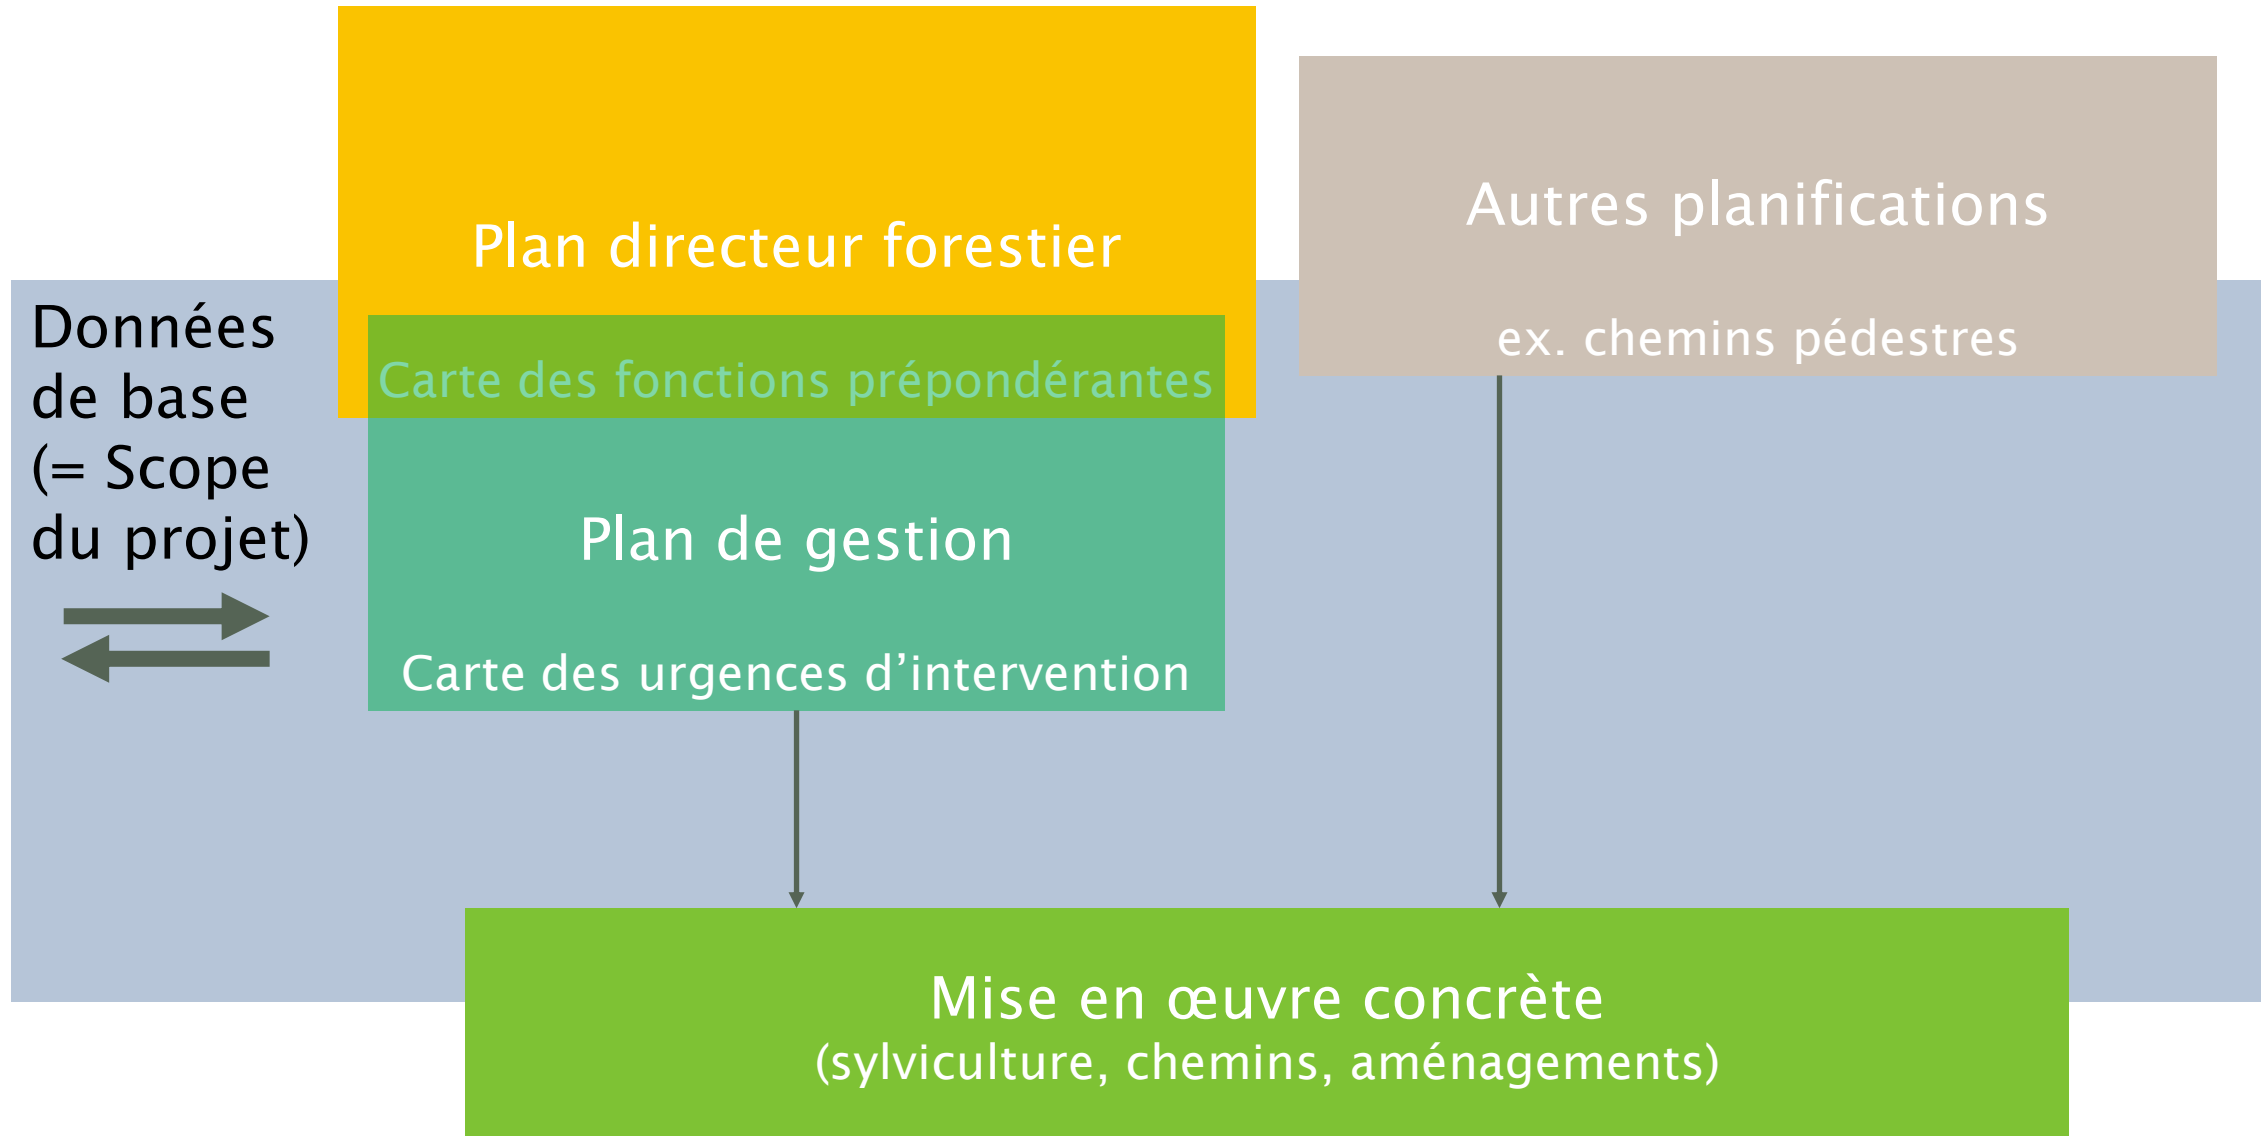 Plan directeur forestier
Autres planifications
ex. chemins pédestres
Données
de base
(= Scope
du projet)
Carte des fonctions prépondérantes
Plan de gestion
Carte des urgences d’intervention
Mise en œuvre concrète
(sylviculture, chemins, aménagements)